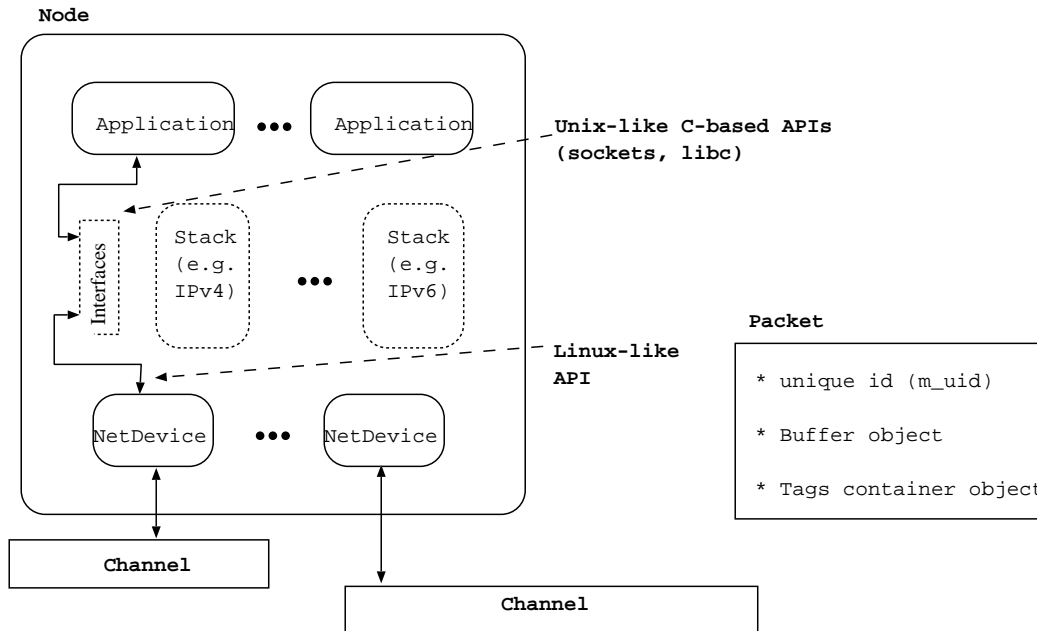 Node
Application
Application
Unix-like C-based APIs
(sockets, libc)
Interfaces
Stack
(e.g.
IPv4)
Stack
(e.g.
IPv6)
Linux-like
API
NetDevice
NetDevice
Channel
Channel
Packet
* unique id (m_uid)
* Buffer object
* Tags container object